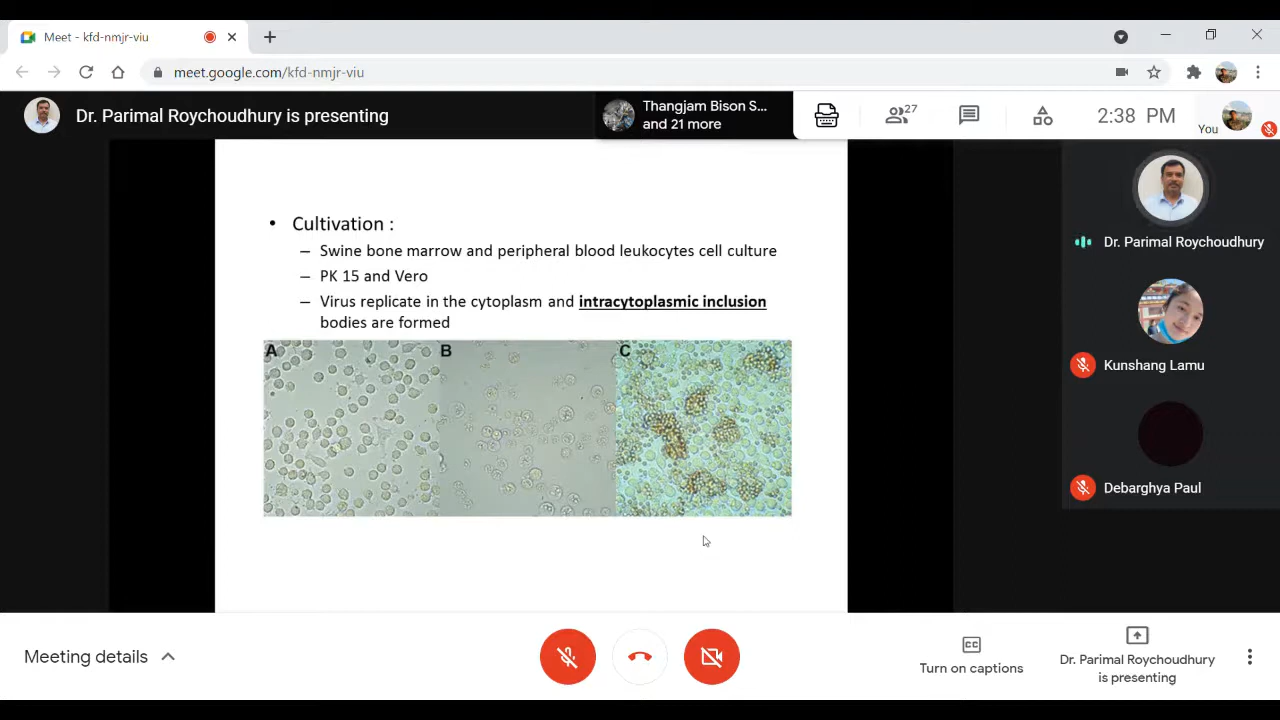 Meet - kfd-nmjr-viu
meet.google.com/kfd-nmjr-viu
Dr. Parimal Roychoudhury is presenting
Thangjam Bison S...
and 21 more
27
2:38 PM
You
• Cultivation :
– Swine bone marrow and peripheral blood leukocytes cell culture
– PK 15 and Vero
– Virus replicate in the cytoplasm and intracytoplasmic inclusion
bodies are formed
A
B
C
Dr. Parimal Roychoudhury
Kunshang Lamu
Debarghya Paul
Meeting details
CC
Turn on captions
Dr. Parimal Roychoudhury
is presenting